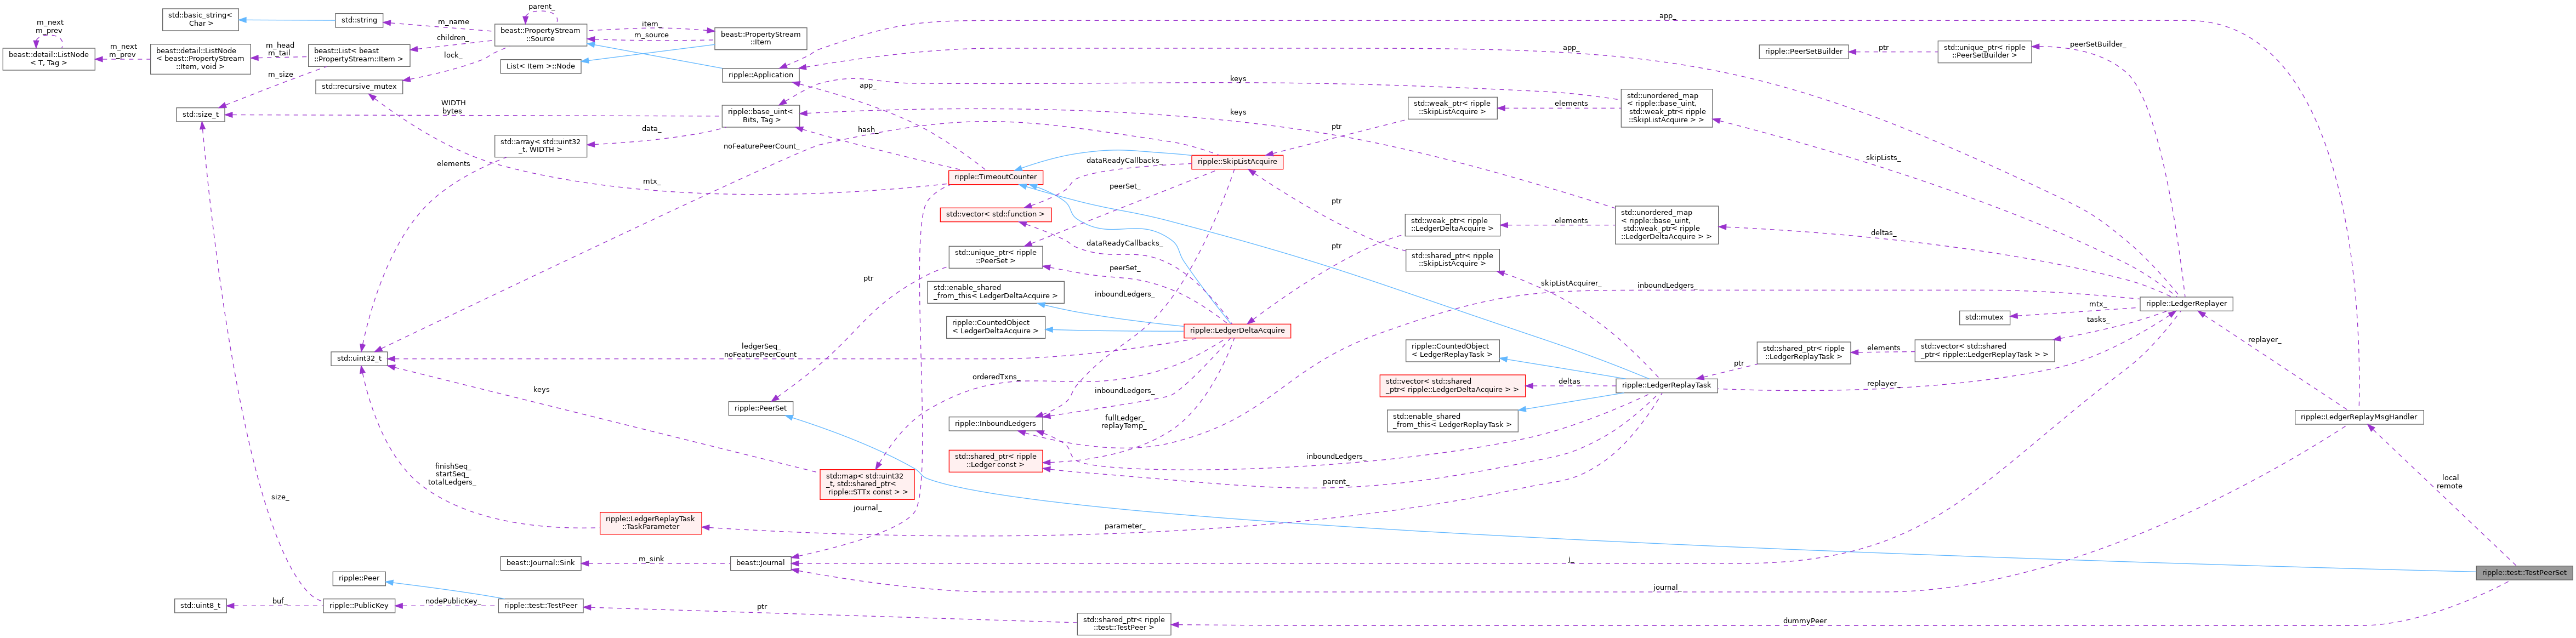 m_next
m_prev
beast::detail::ListNode
< T, Tag >
m_next
m_prev
beast::detail::ListNode
< beast::PropertyStream
::Item, void >
m_head
m_tail
beast::List< beast
::PropertyStream::Item >
std::basic_string<
Char >
std::string
m_name
children_
lock_
m_size
std::recursive_mutex
std::size_t
parent_
beast::PropertyStream
::Source
item_
m_source
beast::PropertyStream
::Item
List< Item >::Node
ripple::Application
app_
app_
app_
WIDTH
bytes
ripple::base_uint<
Bits, Tag >
data_
std::array< std::uint32
_t, WIDTH >
elements
mtx_
hash_
noFeaturePeerCount_
keys
keys
ripple::TimeoutCounter
ripple::SkipListAcquire
dataReadyCallbacks_
peerSet_
std::vector< std::function >
dataReadyCallbacks_
std::unique_ptr< ripple
::PeerSet >
peerSet_
ptr
std::enable_shared
_from_this< LedgerDeltaAcquire >
inboundLedgers_
ripple::CountedObject
< LedgerDeltaAcquire >
ripple::LedgerDeltaAcquire
ledgerSeq_
noFeaturePeerCount
orderedTxns_
inboundLedgers_
std::uint32_t
keys
ripple::PeerSet
ripple::InboundLedgers
fullLedger_
replayTemp_
std::shared_ptr< ripple
::Ledger const >
std::map< std::uint32
_t, std::shared_ptr<
ripple::STTx const > >
finishSeq_
startSeq_
totalLedgers_
size_
journal_
ripple::LedgerReplayTask
::TaskParameter
parameter_
beast::Journal::Sink
m_sink
beast::Journal
j_
journal_
ripple::Peer
std::uint8_t
buf_
ripple::PublicKey
nodePublicKey_
ripple::test::TestPeer
ptr
std::shared_ptr< ripple
::test::TestPeer >
dummyPeer
ptr
ptr
ptr
std::weak_ptr< ripple
::SkipListAcquire >
elements
std::unordered_map
< ripple::base_uint,
std::weak_ptr< ripple
::SkipListAcquire > >
std::weak_ptr< ripple
::LedgerDeltaAcquire >
elements
std::unordered_map
< ripple::base_uint,
std::weak_ptr< ripple
::LedgerDeltaAcquire > >
std::shared_ptr< ripple
::SkipListAcquire >
skipListAcquirer_
inboundLedgers_
ripple::CountedObject
< LedgerReplayTask >
std::vector< std::shared
_ptr< ripple::LedgerDeltaAcquire > >
deltas_
std::enable_shared
_from_this< LedgerReplayTask >
ripple::LedgerReplayTask
inboundLedgers_
parent_
ripple::PeerSetBuilder
ptr
std::unique_ptr< ripple
::PeerSetBuilder >
peerSetBuilder_
skipLists_
deltas_
ripple::LedgerReplayer
mtx_
std::mutex
tasks_
std::vector< std::shared
_ptr< ripple::LedgerReplayTask > >
elements
std::shared_ptr< ripple
::LedgerReplayTask >
ptr
replayer_
replayer_
ripple::LedgerReplayMsgHandler
local
remote
ripple::test::TestPeerSet